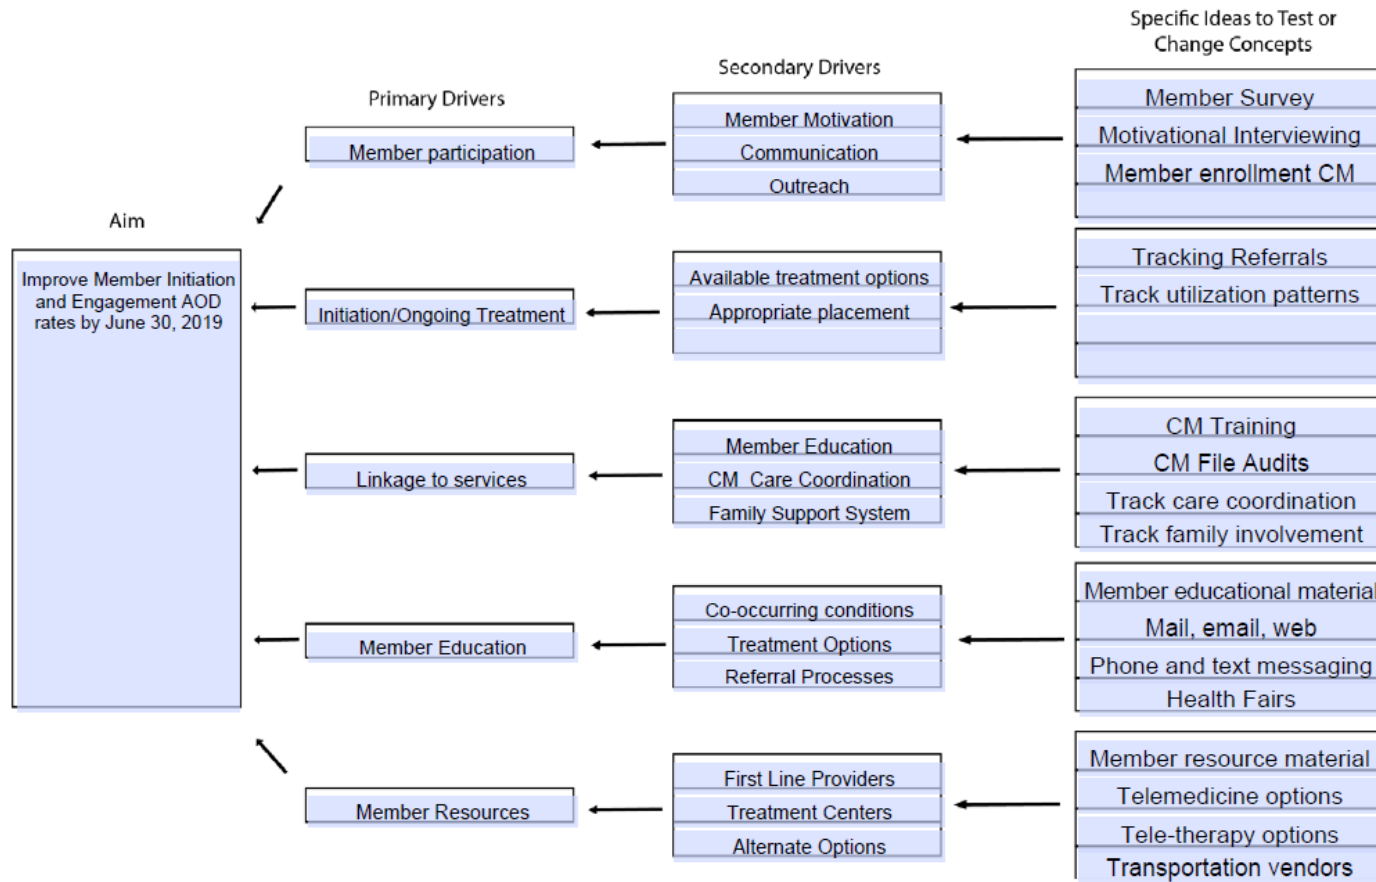 Specific Ideas to Test or
Change Concepts
Secondary Drivers
Primary Drivers
Aim
Improve Member Initiation
and Engagement AOD
rates by June 30, 2019
Member participation
Member Motivation
Communication
Outreach
Member Survey
Motivational Interviewing
Member enrollment CM
Initiation/Ongoing Treatment
Available treatment options
Appropriate placement
Tracking Referrals
Track utilization patterns
Linkage to services
Member Education
CM Care Coordination
Family Support System
CM Training
CM File Audits
Track care coordination
Track family involvement
Member Education
Co-occurring conditions
Treatment Options
Referral Processes
Member educational material
Mail, email, web
Phone and text messaging
Health Fairs
Member Resources
First Line Providers
Treatment Centers
Alternate Options
Member resource material
Telemedicine options
Tele-therapy options
Transportation vendors